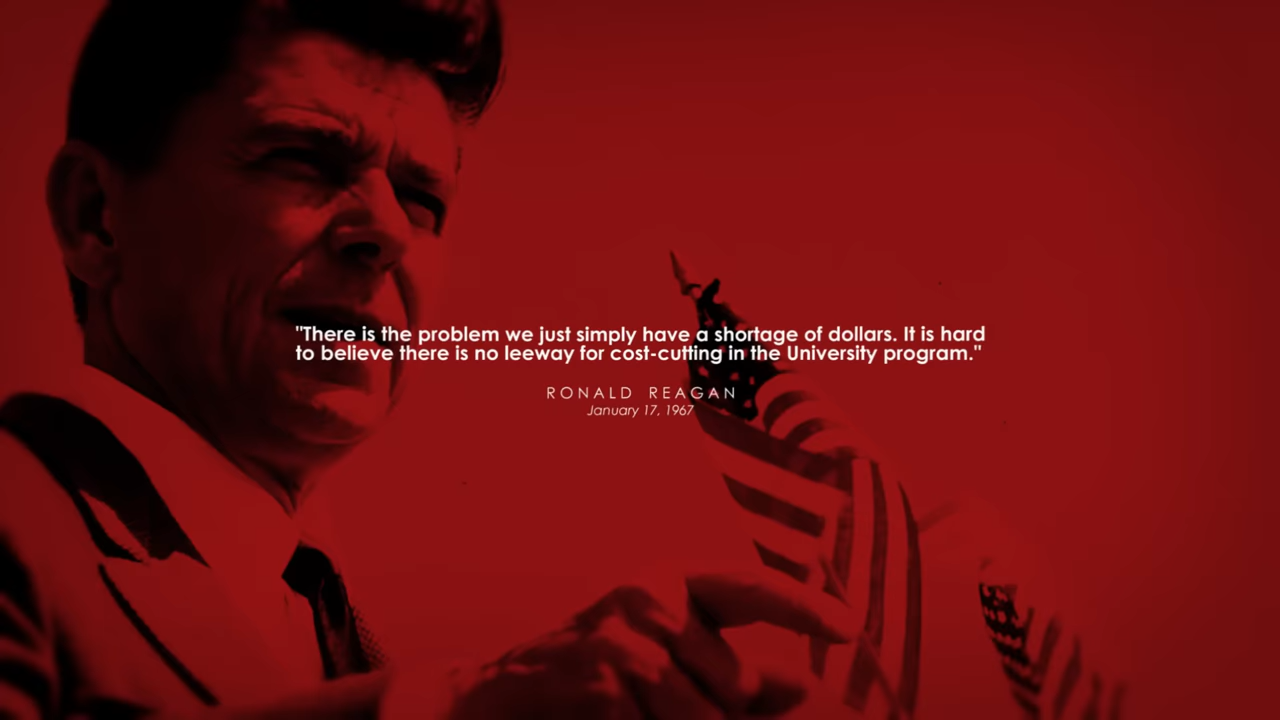 "There is the problem we just simply have a shortage of dollars. It is hard
to believe there is no leeway for cost-cutting in the University program."
RONALD REAGAN
January 17, 1967